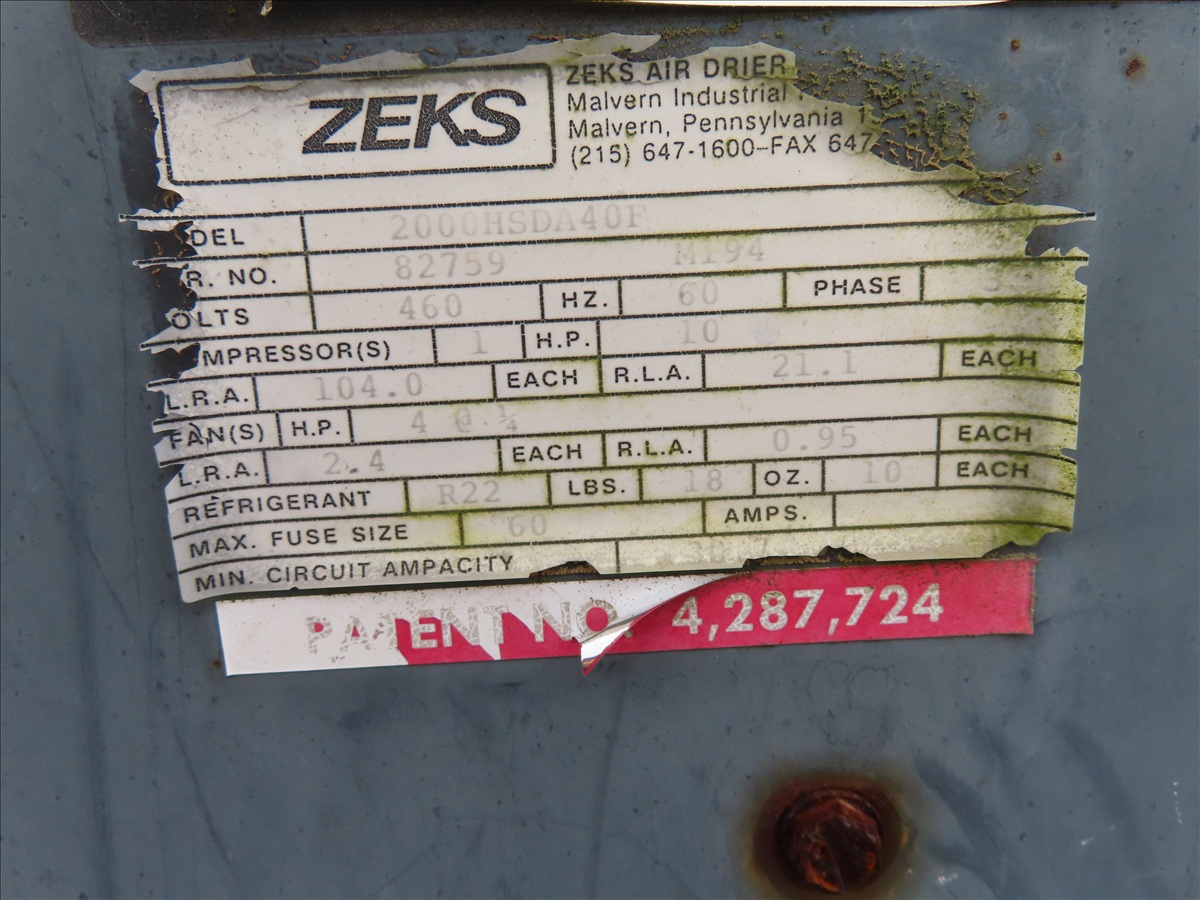 ZEKS
ZEKS AIR DRIER
Malvern Industrial
Malvern, Pennsylvania 1
(215) 647-1600–FAX 647
DEL 2000HSDA40F
R. NO. 82759 M194
OLTS 460 HZ. 60 PHASE 3
MPRESSOR(S) 1 H.P. 10
L.R.A. 104.0 EACH R.L.A. 21.1 EACH
FAN(S) H.P. 4 @ ¼
L.R.A. 2.4 EACH R.L.A. 0.95 EACH
REFRIGERANT R22 LBS. 18 OZ. 10 EACH
MAX. FUSE SIZE 60 AMPS.
MIN. CIRCUIT AMPACITY
PATENT NO. 4,287,724